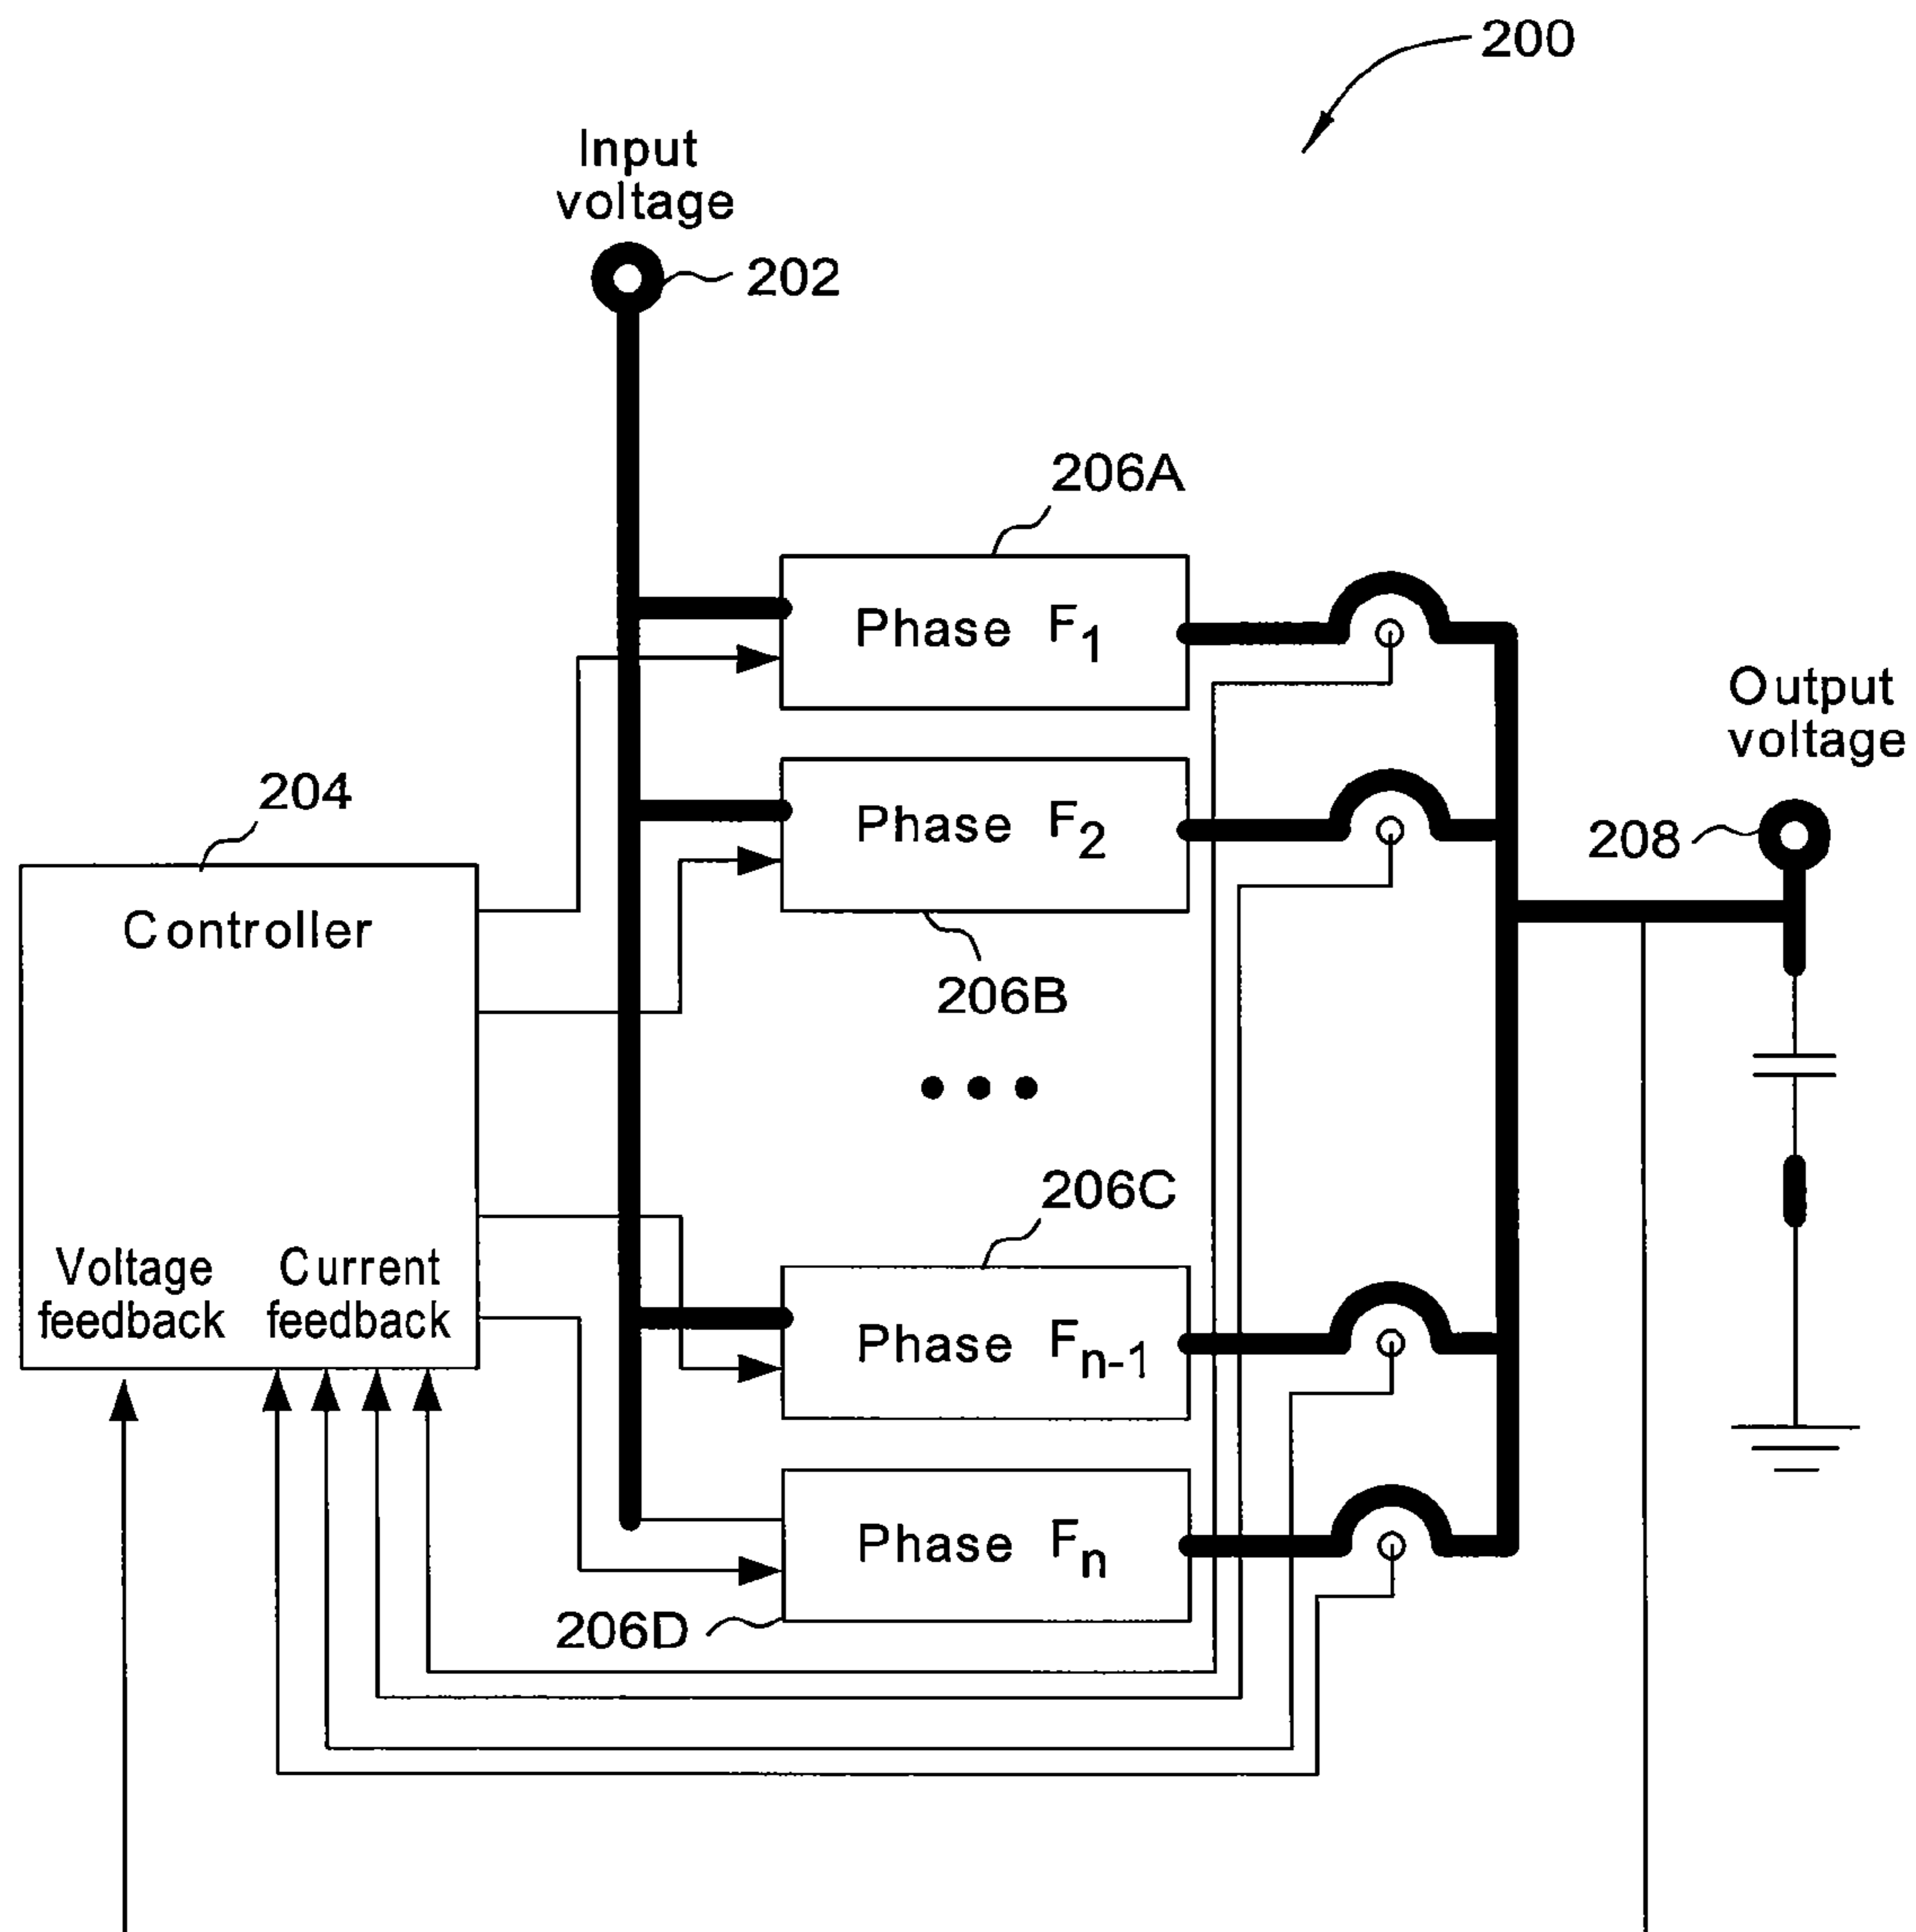 200
Input
voltage
202
206A
Phase F1
Output
voltage
204
Phase F2
208
Controller
206B
206C
Voltage
feedback
Current
feedback
Phase Fn-1
Phase Fn
206D